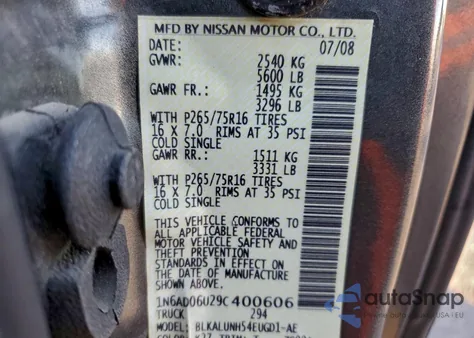 MFD BY NISSAN MOTOR CO., LTD.
DATE: 07/08
GVWR: 2540 KG
5600 LB
GAWR FR.: 1495 KG
3296 LB
WITH P265/75R16 TIRES
16 X 7.0 RIMS AT 35 PSI
COLD SINGLE
GAWR RR.: 1511 KG
3331 LB
WITH P265/75R16 TIRES
16 X 7.0 RIMS AT 35 PSI
COLD SINGLE
THIS VEHICLE CONFORMS TO
ALL APPLICABLE FEDERAL
MOTOR VEHICLE SAFETY AND
THEFT PREVENTION
STANDARDS IN EFFECT ON
THE DATE OF MANUFACTURE
SHOWN ABOVE.
1N6AD06U29C400606
TRUCK 294
MODEL: BLKALUNH54EUGD1-AE
autoSnap